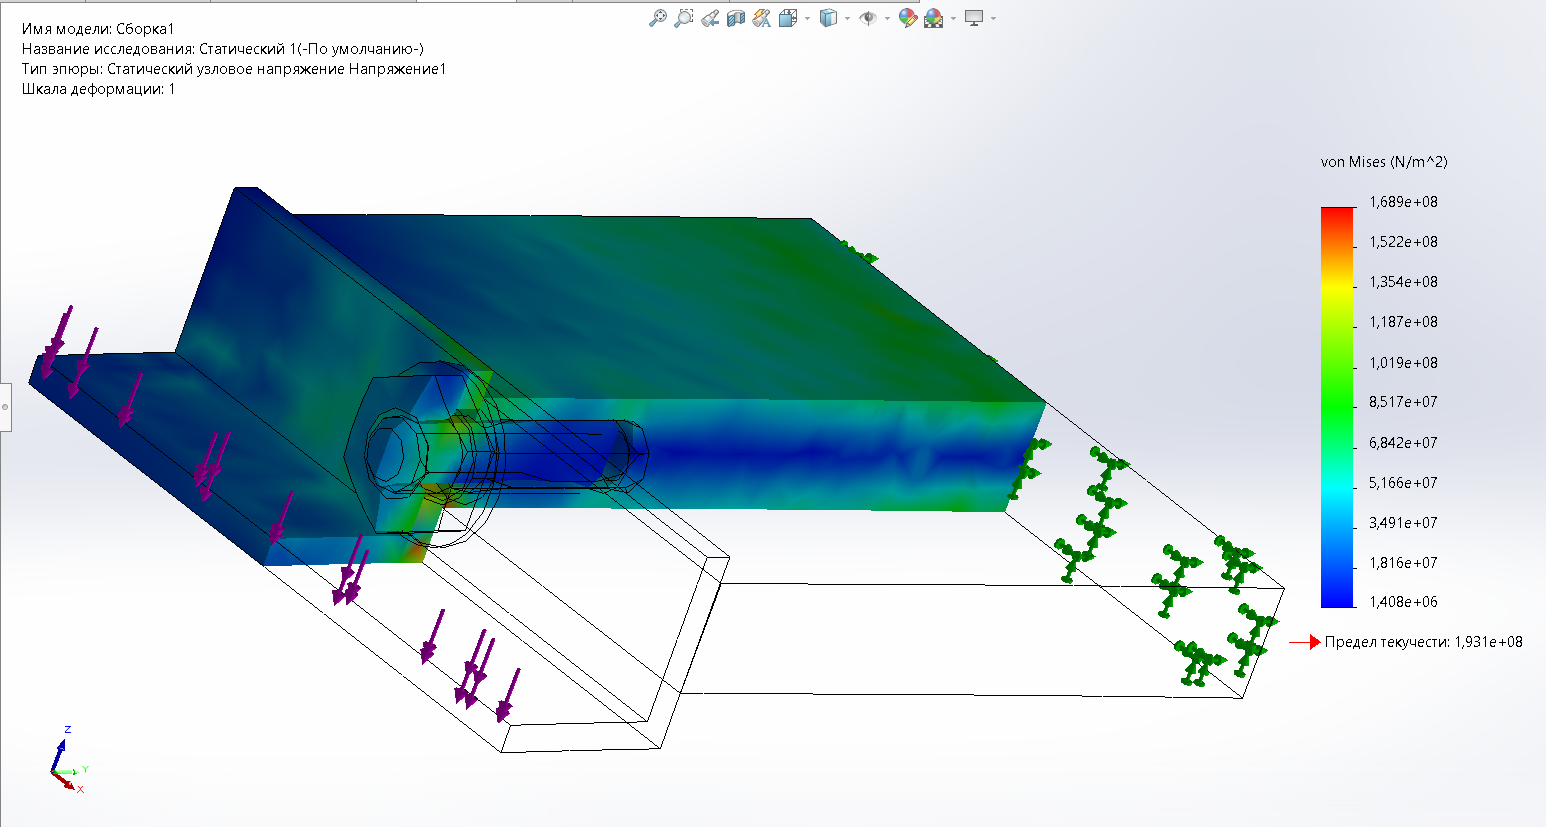 Имя модели: Сборка1
Название исследования: Статический 1(-По умолчанию-)
Тип эпюры: Статический узловое напряжение Напряжение1
Шкала деформации: 1
von Mises (N/m^2)
1,689e+08
1,522e+08
1,354e+08
1,187e+08
1,019e+08
8,517e+07
6,842e+07
5,166e+07
3,491e+07
1,816e+07
1,408e+06
Предел текучести: 1,931e+08
Z
Y
X